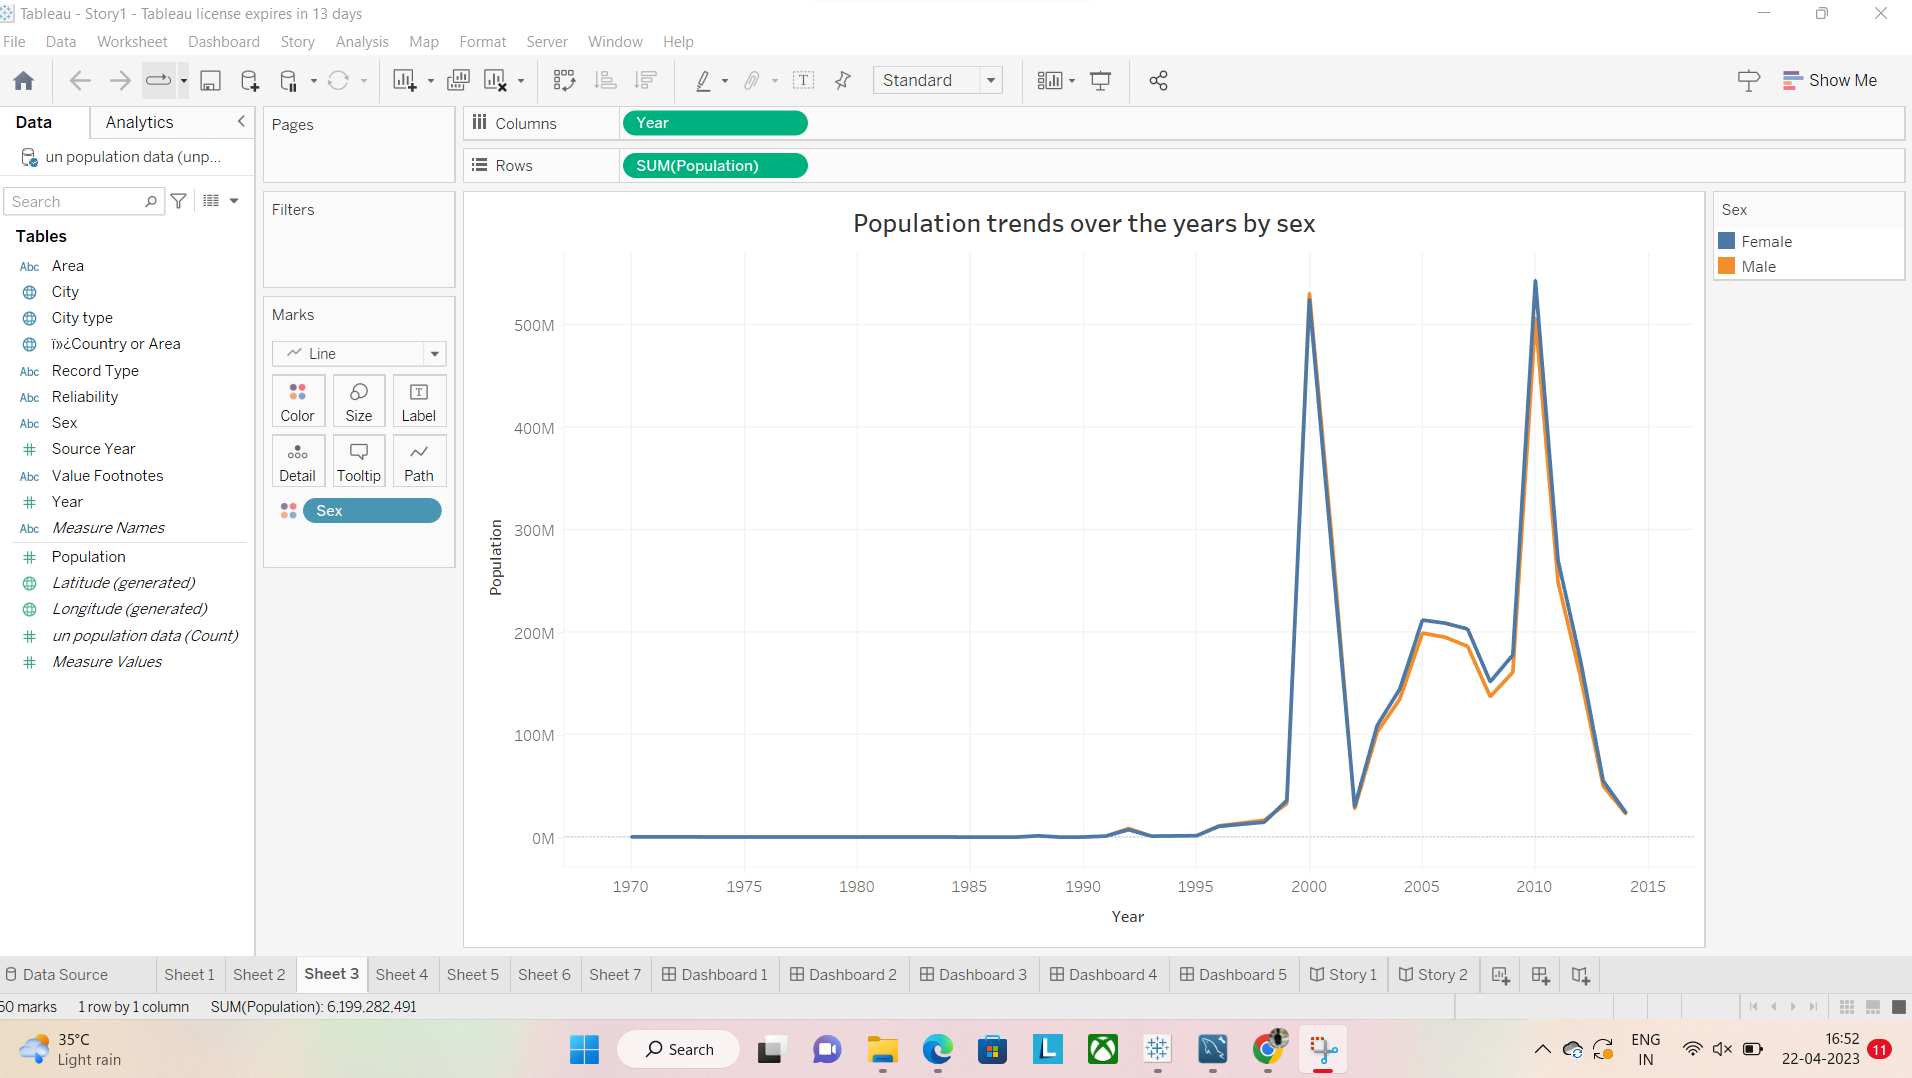 Tableau - Story1 - Tableau license expires in 13 days
File Data Worksheet Dashboard Story Analysis Map Format Server Window Help
Standard
Show Me
Data Analytics
un population data (unp...
Search
Tables
Abc Area
City
City type
ï»¿Country or Area
Abc Record Type
Abc Reliability
Abc Sex
Source Year
Abc Value Footnotes
Year
Abc Measure Names
Population
Latitude (generated)
Longitude (generated)
un population data (Count)
Measure Values
Pages
Filters
Marks
Line
Color Size Label
Detail Tooltip Path
Sex
Columns Year
Rows SUM(Population)
Population trends over the years by sex
500M
400M
300M
200M
100M
0M
Population
1970 1975 1980 1985 1990 1995 2000 2005 2010 2015
Year
Sex
Female
Male
Data Source Sheet 1 Sheet 2 Sheet 3 Sheet 4 Sheet 5 Sheet 6 Sheet 7 Dashboard 1 Dashboard 2 Dashboard 3 Dashboard 4 Dashboard 5 Story 1 Story 2
marks 1 row by 1 column SUM(Population): 6,199,282,491
35°C
Light rain
Search
ENG
IN
16:52
22-04-2023
11